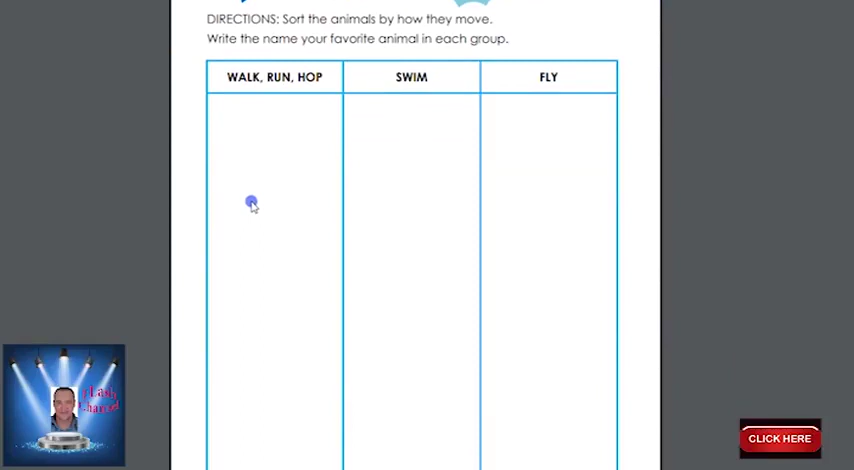 DIRECTIONS: Sort the animals by how they move.
Write the name your favorite animal in each group.
WALK, RUN, HOP
SWIM
FLY
CLICK HERE